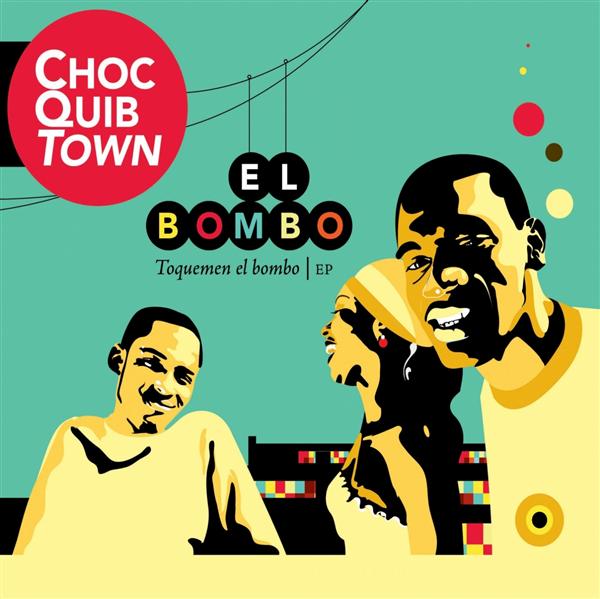 CHOC
QUIB
TOWN
EL
BOMBO
Toquemen el bombo | EP